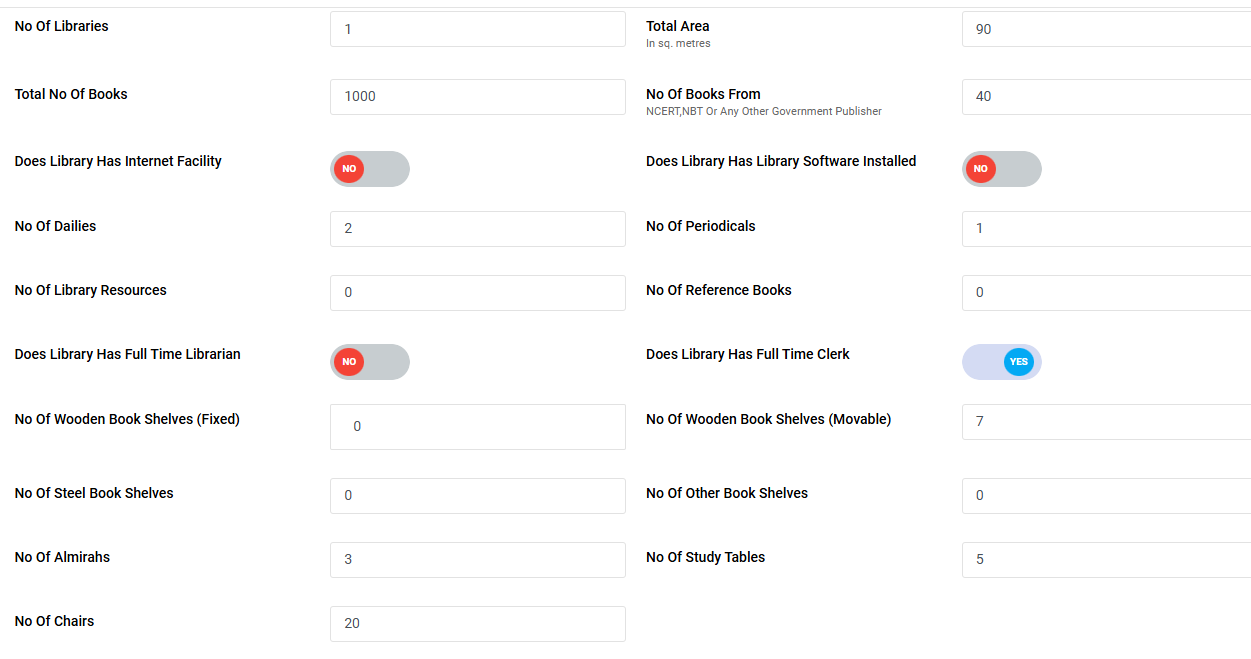 No Of Libraries
1
Total Area
In sq. metres
90
Total No Of Books
1000
No Of Books From
NCERT,NBT Or Any Other Government Publisher
40
Does Library Has Internet Facility
NO
Does Library Has Library Software Installed
NO
No Of Dailies
2
No Of Periodicals
1
No Of Library Resources
0
No Of Reference Books
0
Does Library Has Full Time Librarian
NO
Does Library Has Full Time Clerk
YES
No Of Wooden Book Shelves (Fixed)
0
No Of Wooden Book Shelves (Movable)
7
No Of Steel Book Shelves
0
No Of Other Book Shelves
0
No Of Almirahs
3
No Of Study Tables
5
No Of Chairs
20